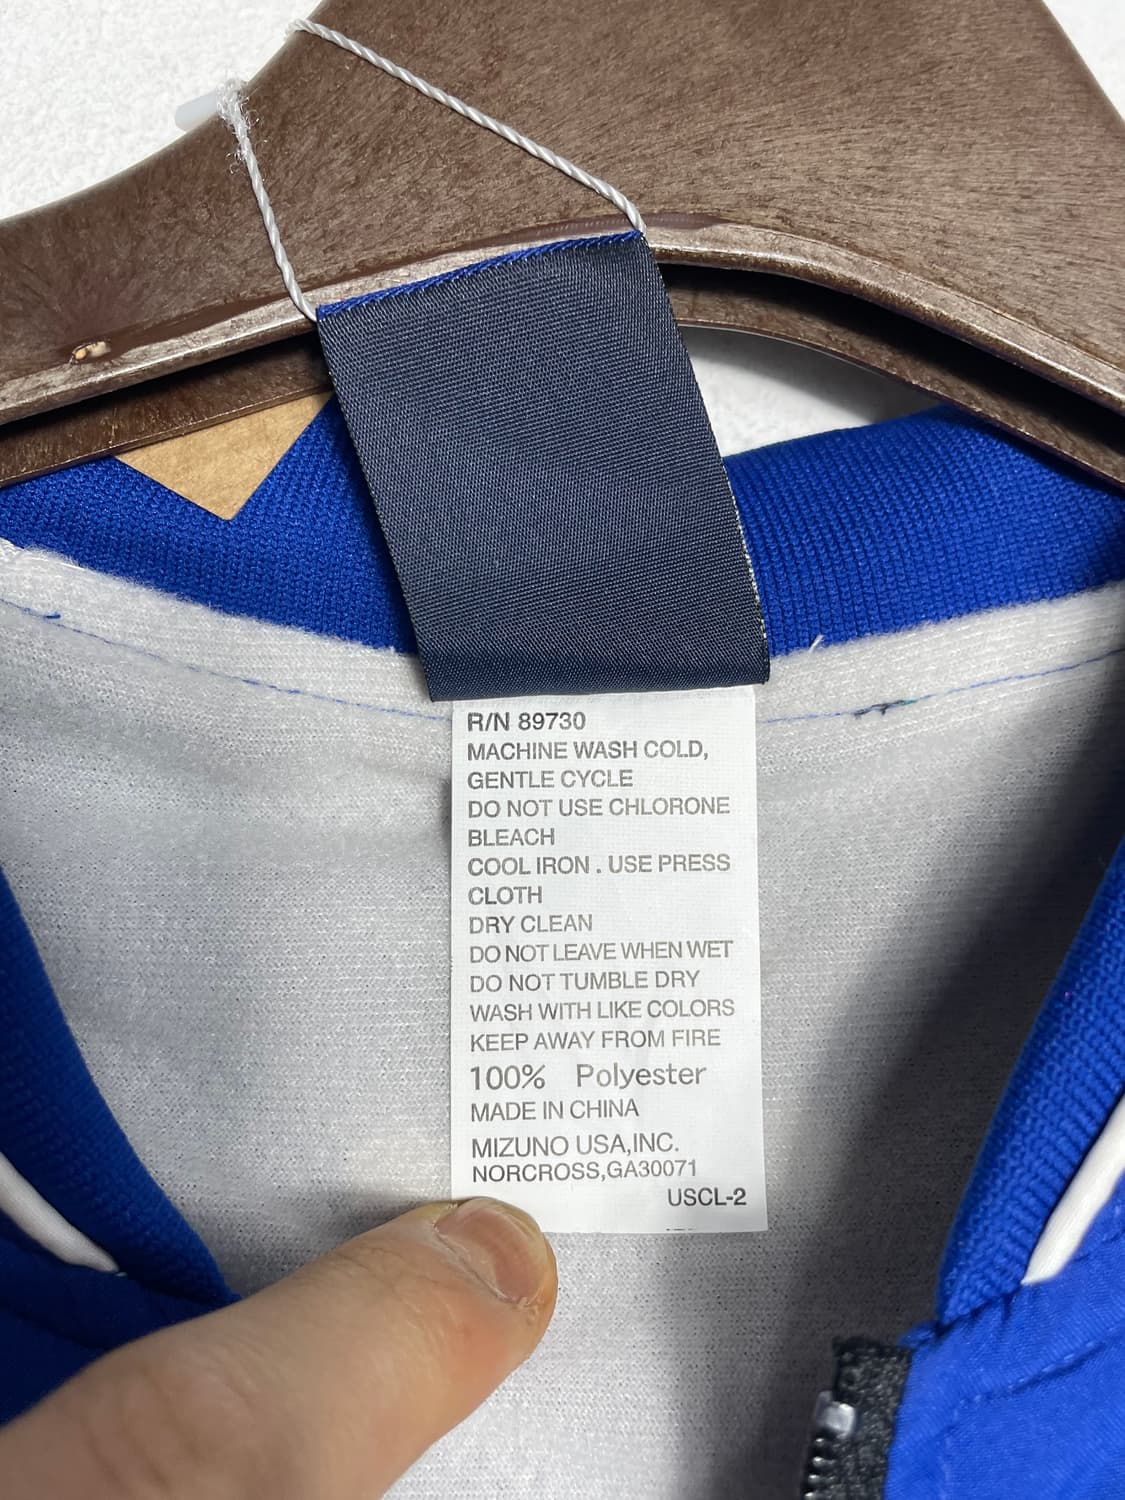 R/N 89730
MACHINE WASH COLD,
GENTLE CYCLE
DO NOT USE CHLORONE
BLEACH
COOL IRON . USE PRESS
CLOTH
DRY CLEAN
DO NOT LEAVE WHEN WET
DO NOT TUMBLE DRY
WASH WITH LIKE COLORS
KEEP AWAY FROM FIRE
100% Polyester
MADE IN CHINA
MIZUNO USA,INC.
NORCROSS,GA30071
USCL-2